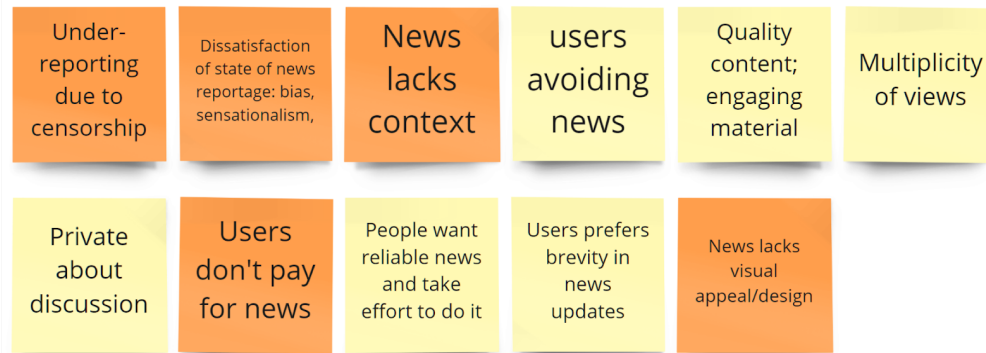 Under-
reporting
due to
censorship
Dissatisfaction
of state of news
reportage: bias,
sensationalism,
News
lacks
context
users
avoiding
news
Quality
content;
engaging
material
Multiplicity
of views
Private
about
discussion
Users
don't pay
for news
People want
reliable news
and take
effort to do it
Users prefers
brevity in
news
updates
News lacks
visual
appeal/design